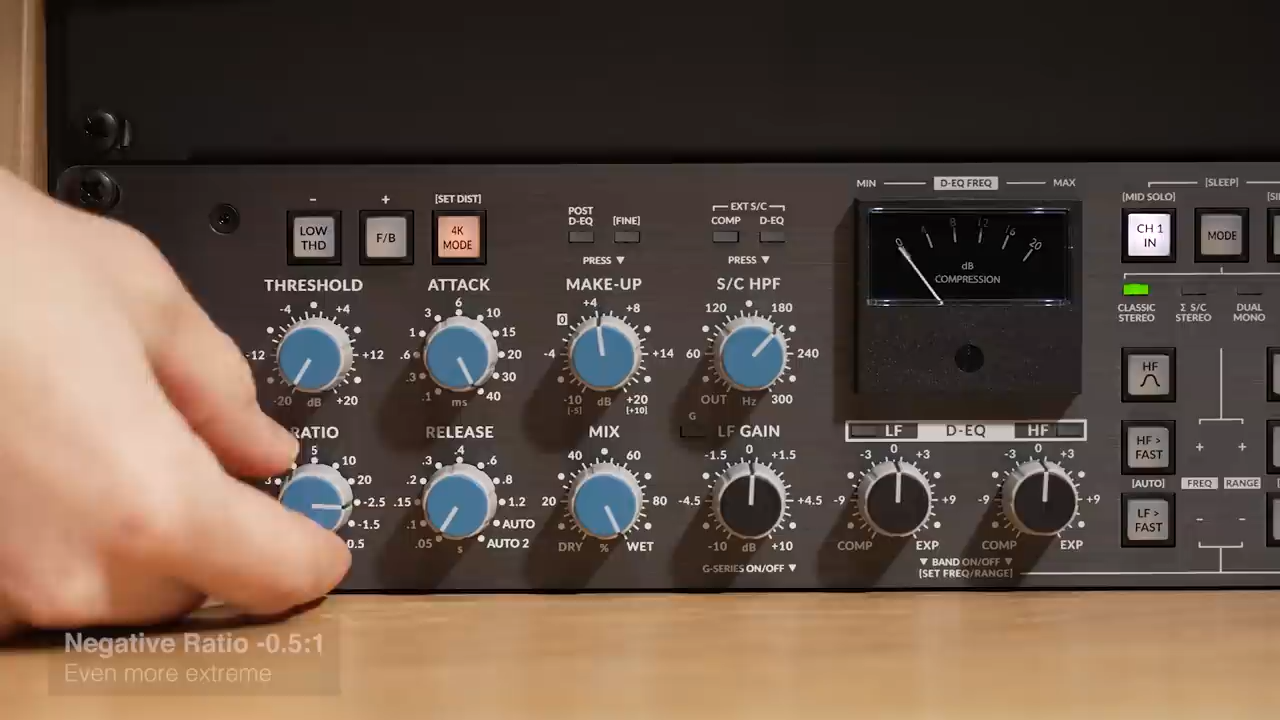 MIN D-EQ FREQ MAX
[SLEEP]
- + [SET DIST]
LOW THD
F/B
4K MODE
POST D-EQ [FINE]
PRESS ▼
EXT S/C
COMP D-EQ
PRESS ▼
0 4 8 12 16 20
dB
COMPRESSION
[MID SOLO]
CH 1 IN
MODE
CLASSIC STEREO
Σ S/C STEREO
DUAL MONO
THRESHOLD
-4 +4
-12 +12
-20 dB +20
ATTACK
6
3 10
1 15
.6 20
.3 30
.1 ms 40
MAKE-UP
+4
0 +8
-4 +14
-10 dB +20
[-5] [+10]
S/C HPF
120 180
60 240
OUT Hz 300
HF
RATIO
5
3 10
20
-2.5
-1.5
RELEASE
.4
.3 .6
.2 .8
.15 1.2
.1 AUTO
.05 s AUTO 2
MIX
40 60
20 80
DRY % WET
G
LF GAIN
0
-1.5 +1.5
-4.5 +4.5
-10 dB +10
G-SERIES ON/OFF ▼
LF D-EQ HF
0
-3 +3
-9 +9
COMP EXP
0
-3 +3
-9 +9
COMP EXP
▼ BAND ON/OFF ▼
[SET FREQ/RANGE]
HF > FAST
+ +
[AUTO] FREQ RANGE
LF > FAST
- -
Negative Ratio -0.5:1
Even more extreme